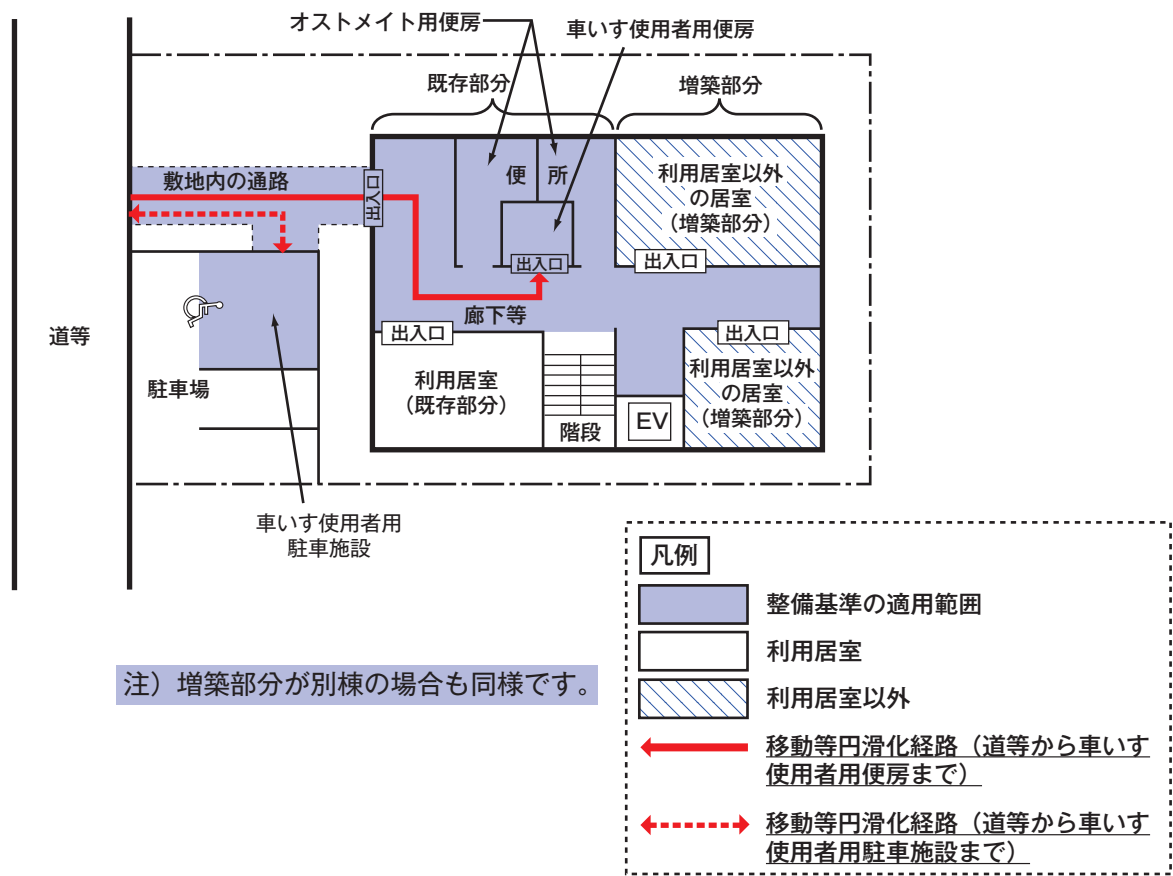 オストメイト用便房
車いす使用者用便房
既存部分
増築部分
敷地内の通路
出入口
便所
利用居室以外
の居室
（増築部分）
出入口
出入口
廊下等
道等
駐車場
出入口
利用居室
（既存部分）
階段
EV
出入口
利用居室以外
の居室
（増築部分）
車いす使用者用
駐車施設
注）増築部分が別棟の場合も同様です。
凡例
整備基準の適用範囲
利用居室
利用居室以外
移動等円滑化経路（道等から車いす
使用者用便房まで）
移動等円滑化経路（道等から車いす
使用者用駐車施設まで）